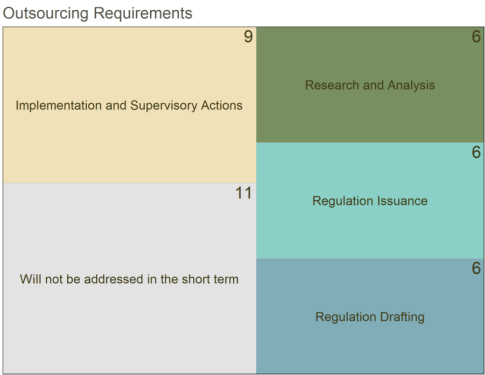 Outsourcing Requirements
9
Implementation and Supervisory Actions
11
Will not be addressed in the short term
6
Research and Analysis
6
Regulation Issuance
6
Regulation Drafting